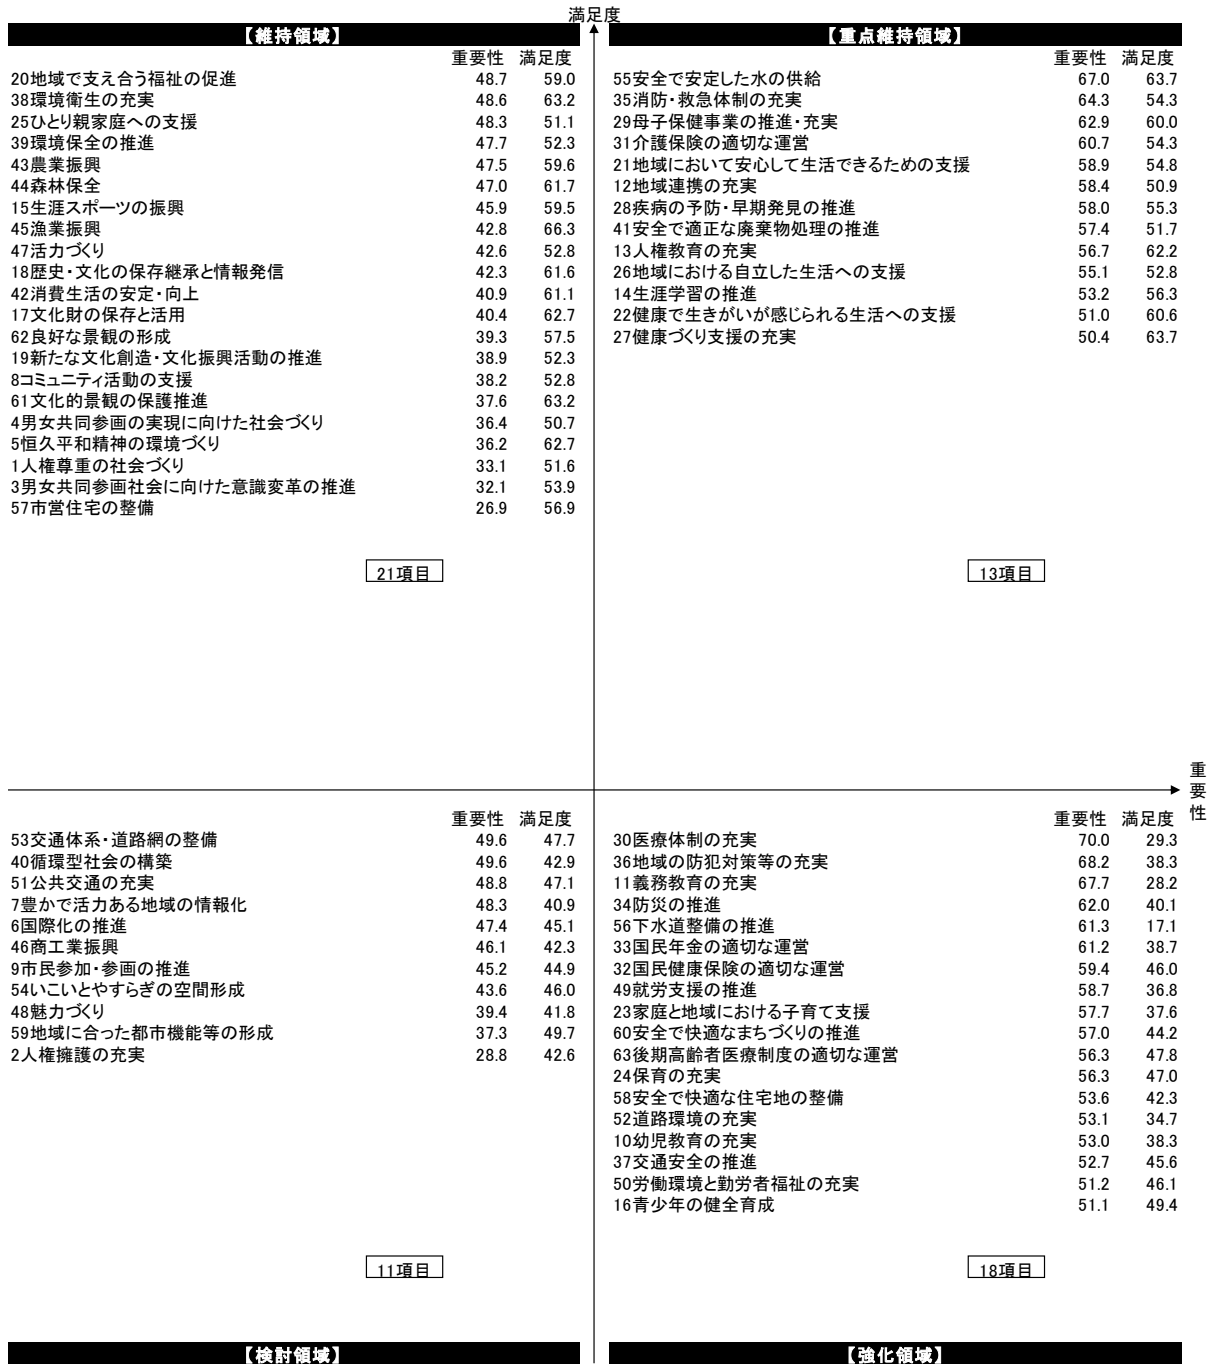 満足度
【維持領域】
重要性 満足度
20地域で支え合う福祉の促進 48.7 59.0
38環境衛生の充実 48.6 63.2
25ひとり親家庭への支援 48.3 51.1
39環境保全の推進 47.7 52.3
43農業振興 47.5 59.6
44森林保全 47.0 61.7
15生涯スポーツの振興 45.9 59.5
45漁業振興 42.8 66.3
47活力づくり 42.6 52.8
18歴史・文化の保存継承と情報発信 42.3 61.6
42消費生活の安定・向上 40.9 61.1
17文化財の保存と活用 40.4 62.7
62良好な景観の形成 39.3 57.5
19新たな文化創造・文化振興活動の推進 38.9 52.3
8コミュニティ活動の支援 38.2 52.8
61文化的景観の保護推進 37.6 63.2
4男女共同参画の実現に向けた社会づくり 36.4 50.7
5恒久平和精神の環境づくり 36.2 62.7
1人権尊重の社会づくり 33.1 51.6
3男女共同参画社会に向けた意識変革の推進 32.1 53.9
57市営住宅の整備 26.9 56.9
21項目
【重点維持領域】
重要性 満足度
55安全で安定した水の供給 67.0 63.7
35消防・救急体制の充実 64.3 54.3
29母子保健事業の推進・充実 62.9 60.0
31介護保険の適切な運営 60.7 54.3
21地域において安心して生活できるための支援 58.9 54.8
12地域連携の充実 58.4 50.9
28疾病の予防・早期発見の推進 58.0 55.3
41安全で適正な廃棄物処理の推進 57.4 51.7
13人権教育の充実 56.7 62.2
26地域における自立した生活への支援 55.1 52.8
14生涯学習の推進 53.2 56.3
22健康で生きがいが感じられる生活への支援 51.0 60.6
27健康づくり支援の充実 50.4 63.7
13項目
重要性
重要性 満足度
53交通体系・道路網の整備 49.6 47.7
40循環型社会の構築 49.6 42.9
51公共交通の充実 48.8 47.1
7豊かで活力ある地域の情報化 48.3 40.9
6国際化の推進 47.4 45.1
46商工業振興 46.1 42.3
9市民参加・参画の推進 45.2 44.9
54いこいとやすらぎの空間形成 43.6 46.0
48魅力づくり 39.4 41.8
59地域に合った都市機能等の形成 37.3 49.7
2人権擁護の充実 28.8 42.6
11項目
【検討領域】
重要性 満足度
30医療体制の充実 70.0 29.3
36地域の防犯対策等の充実 68.2 38.3
11義務教育の充実 67.7 28.2
34防災の推進 62.0 40.1
56下水道整備の推進 61.3 17.1
33国民年金の適切な運営 61.2 38.7
32国民健康保険の適切な運営 59.4 46.0
49就労支援の推進 58.7 36.8
23家庭と地域における子育て支援 57.7 37.6
60安全で快適なまちづくりの推進 57.0 44.2
63後期高齢者医療制度の適切な運営 56.3 47.8
24保育の充実 56.3 47.0
58安全で快適な住宅地の整備 53.6 42.3
52道路環境の充実 53.1 34.7
10幼児教育の充実 53.0 38.3
37交通安全の推進 52.7 45.6
50労働環境と勤労者福祉の充実 51.2 46.1
16青少年の健全育成 51.1 49.4
18項目
【強化領域】